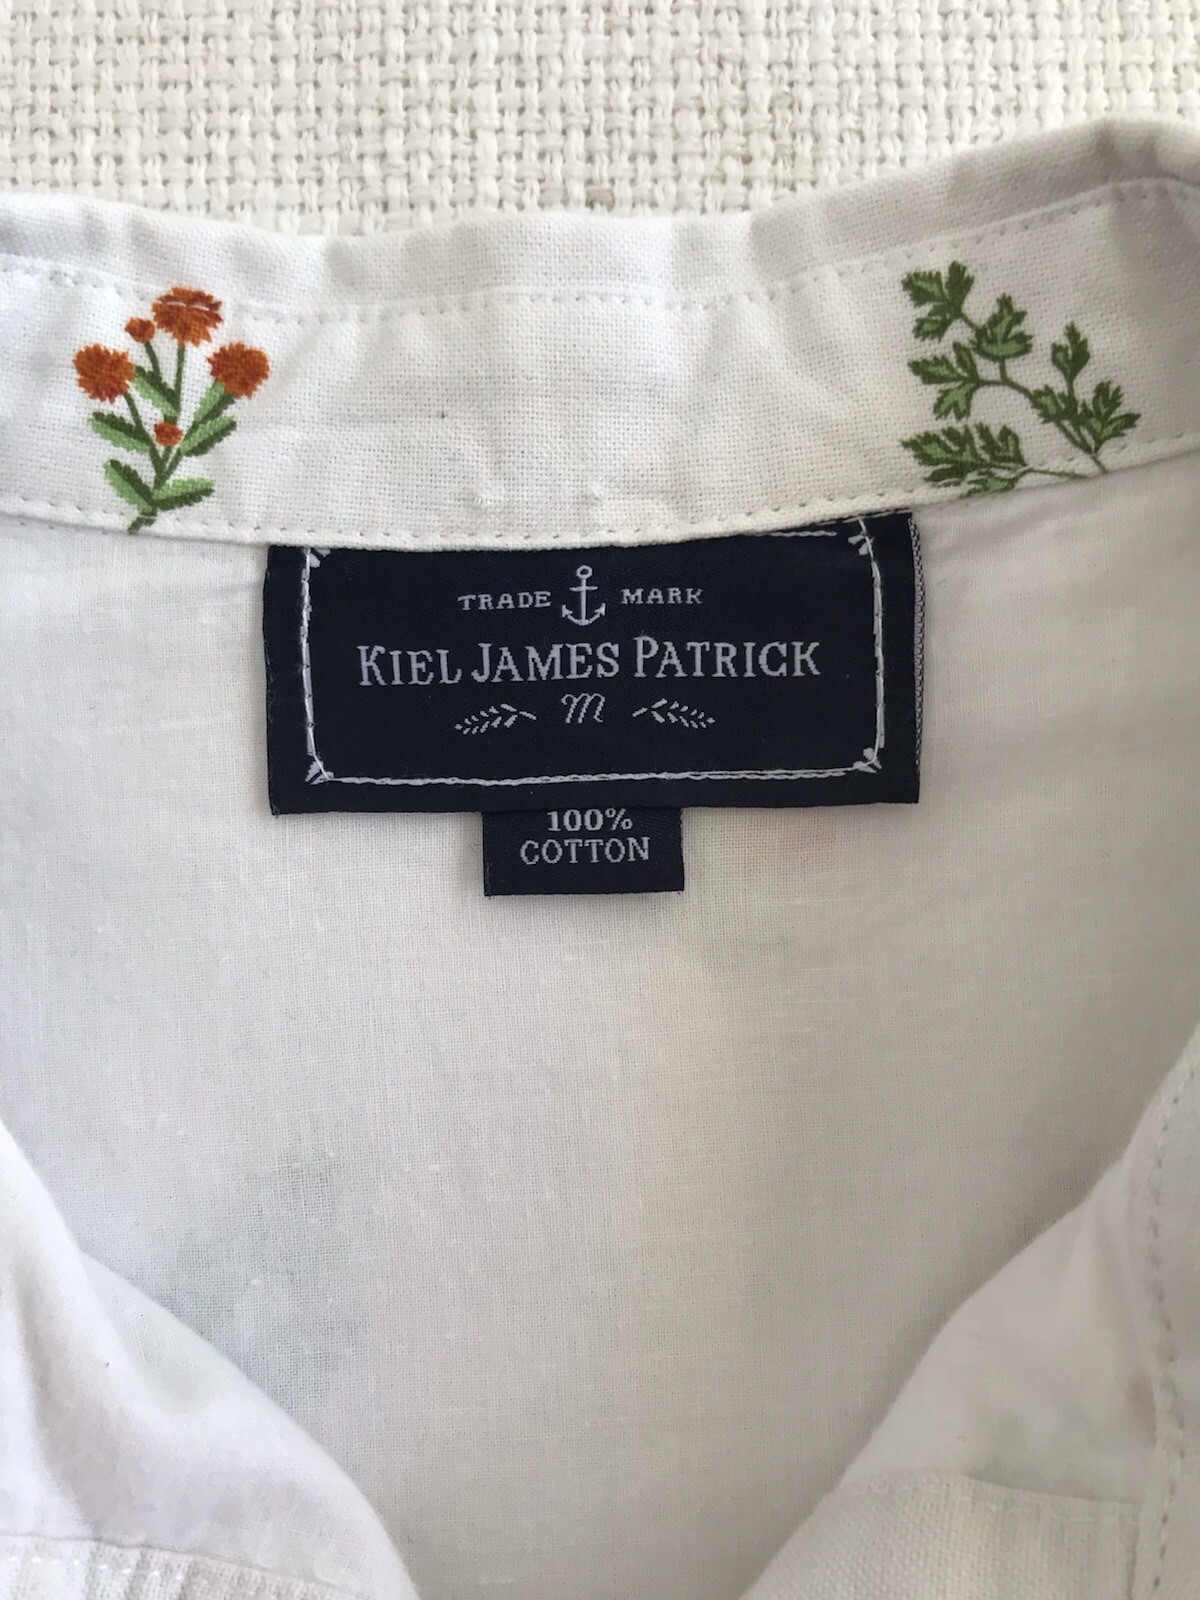 TRADE MARK
KIEL JAMES PATRICK
M
100%
COTTON